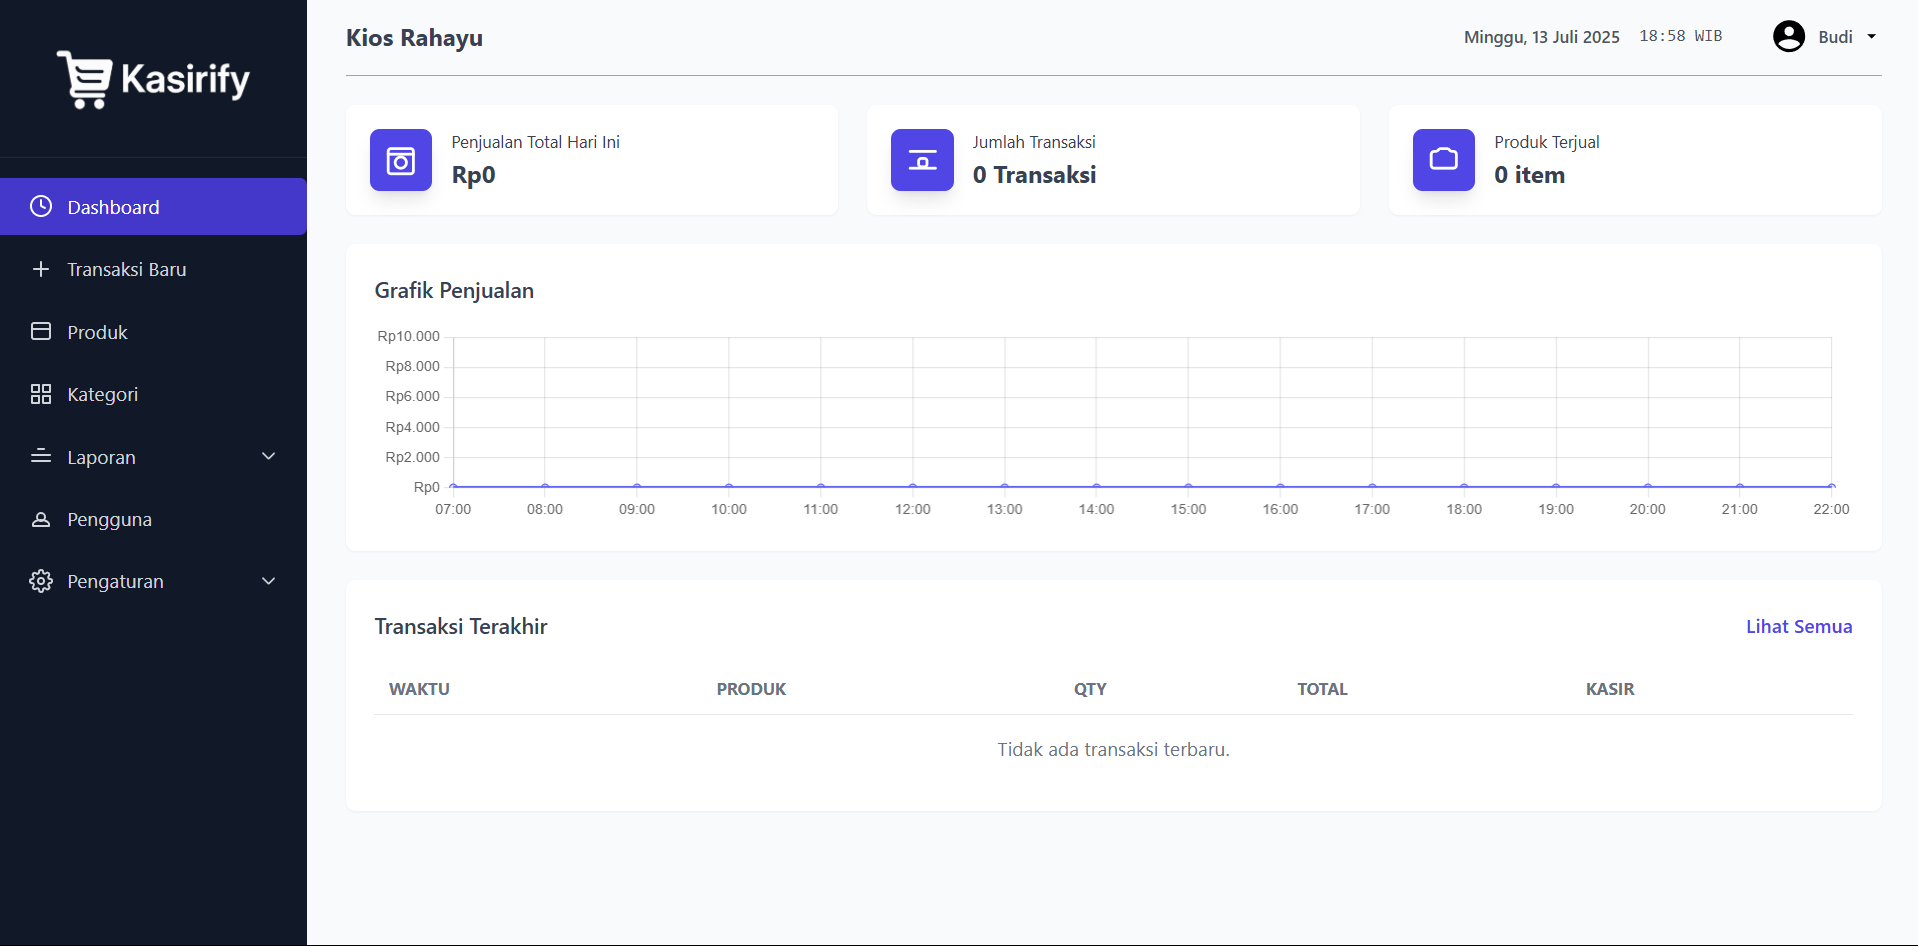 Kasirify
Dashboard
Transaksi Baru
Produk
Kategori
Laporan
Pengguna
Pengaturan
Kios Rahayu
Minggu, 13 Juli 2025 18:58 WIB Budi
Penjualan Total Hari Ini
Rp0
Jumlah Transaksi
0 Transaksi
Produk Terjual
0 item
Grafik Penjualan
Rp10.000
Rp8.000
Rp6.000
Rp4.000
Rp2.000
Rp0
07:00 08:00 09:00 10:00 11:00 12:00 13:00 14:00 15:00 16:00 17:00 18:00 19:00 20:00 21:00 22:00
Transaksi Terakhir Lihat Semua
WAKTU PRODUK QTY TOTAL KASIR
Tidak ada transaksi terbaru.